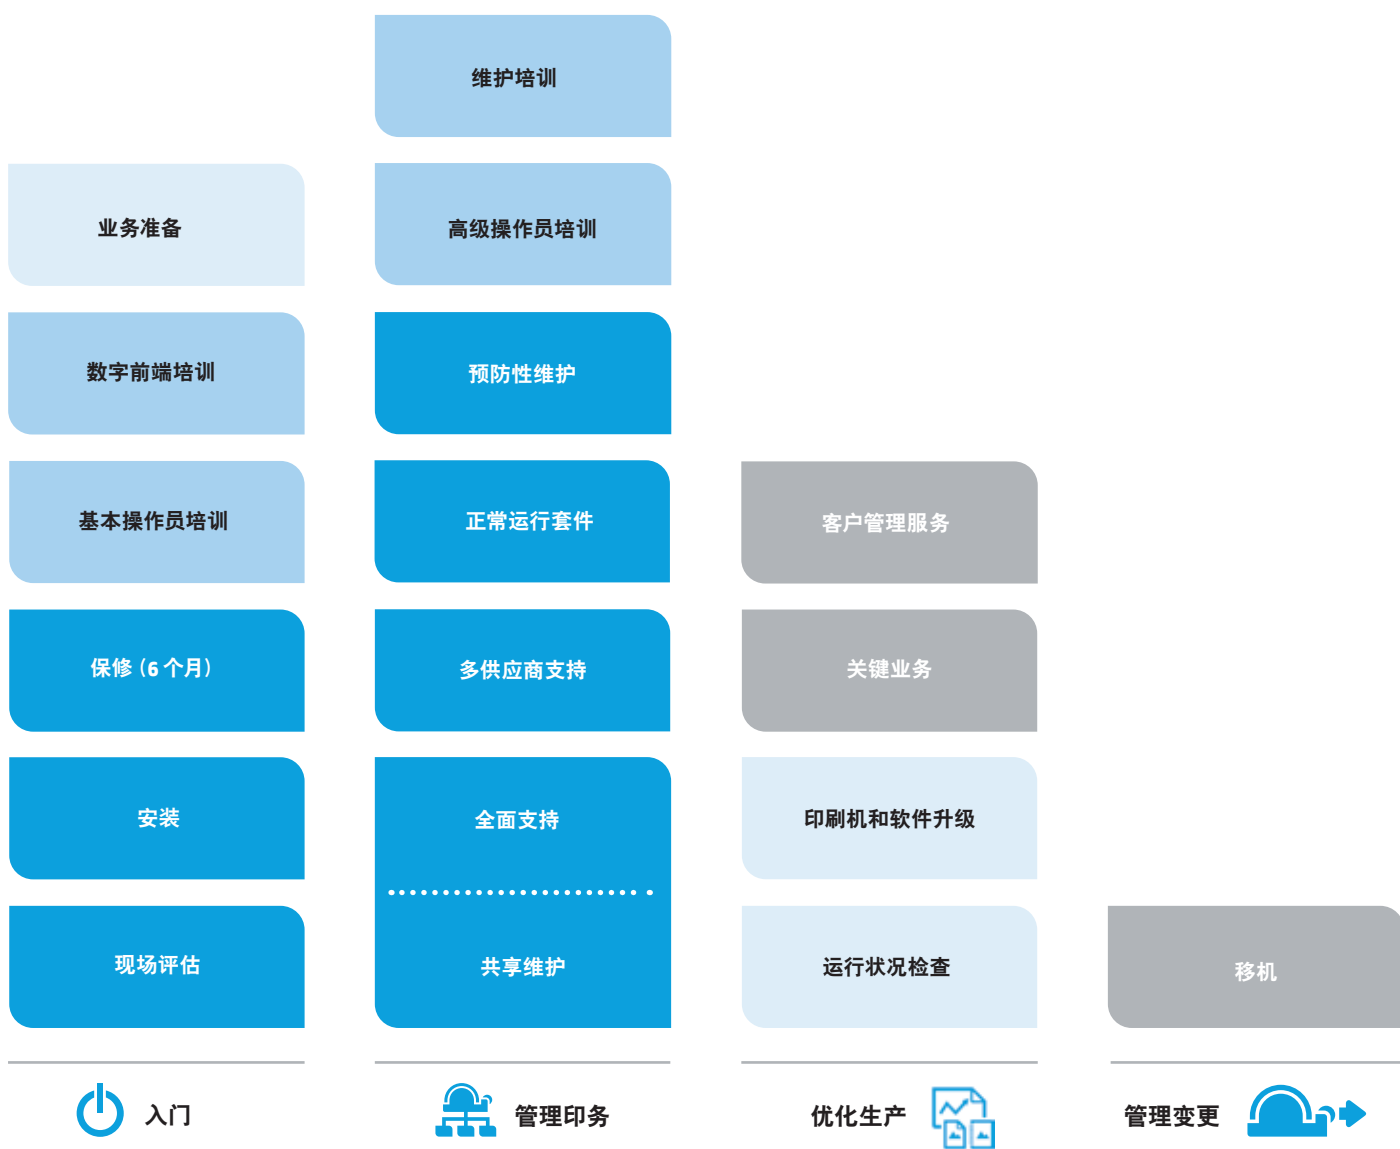 维护培训
业务准备
高级操作员培训
数字前端培训
预防性维护
基本操作员培训
正常运行套件
客户管理服务
保修（6 个月）
多供应商支持
关键业务
安装
全面支持
印刷机和软件升级
现场评估
共享维护
运行状况检查
移机
入门
管理印务
优化生产
管理变更